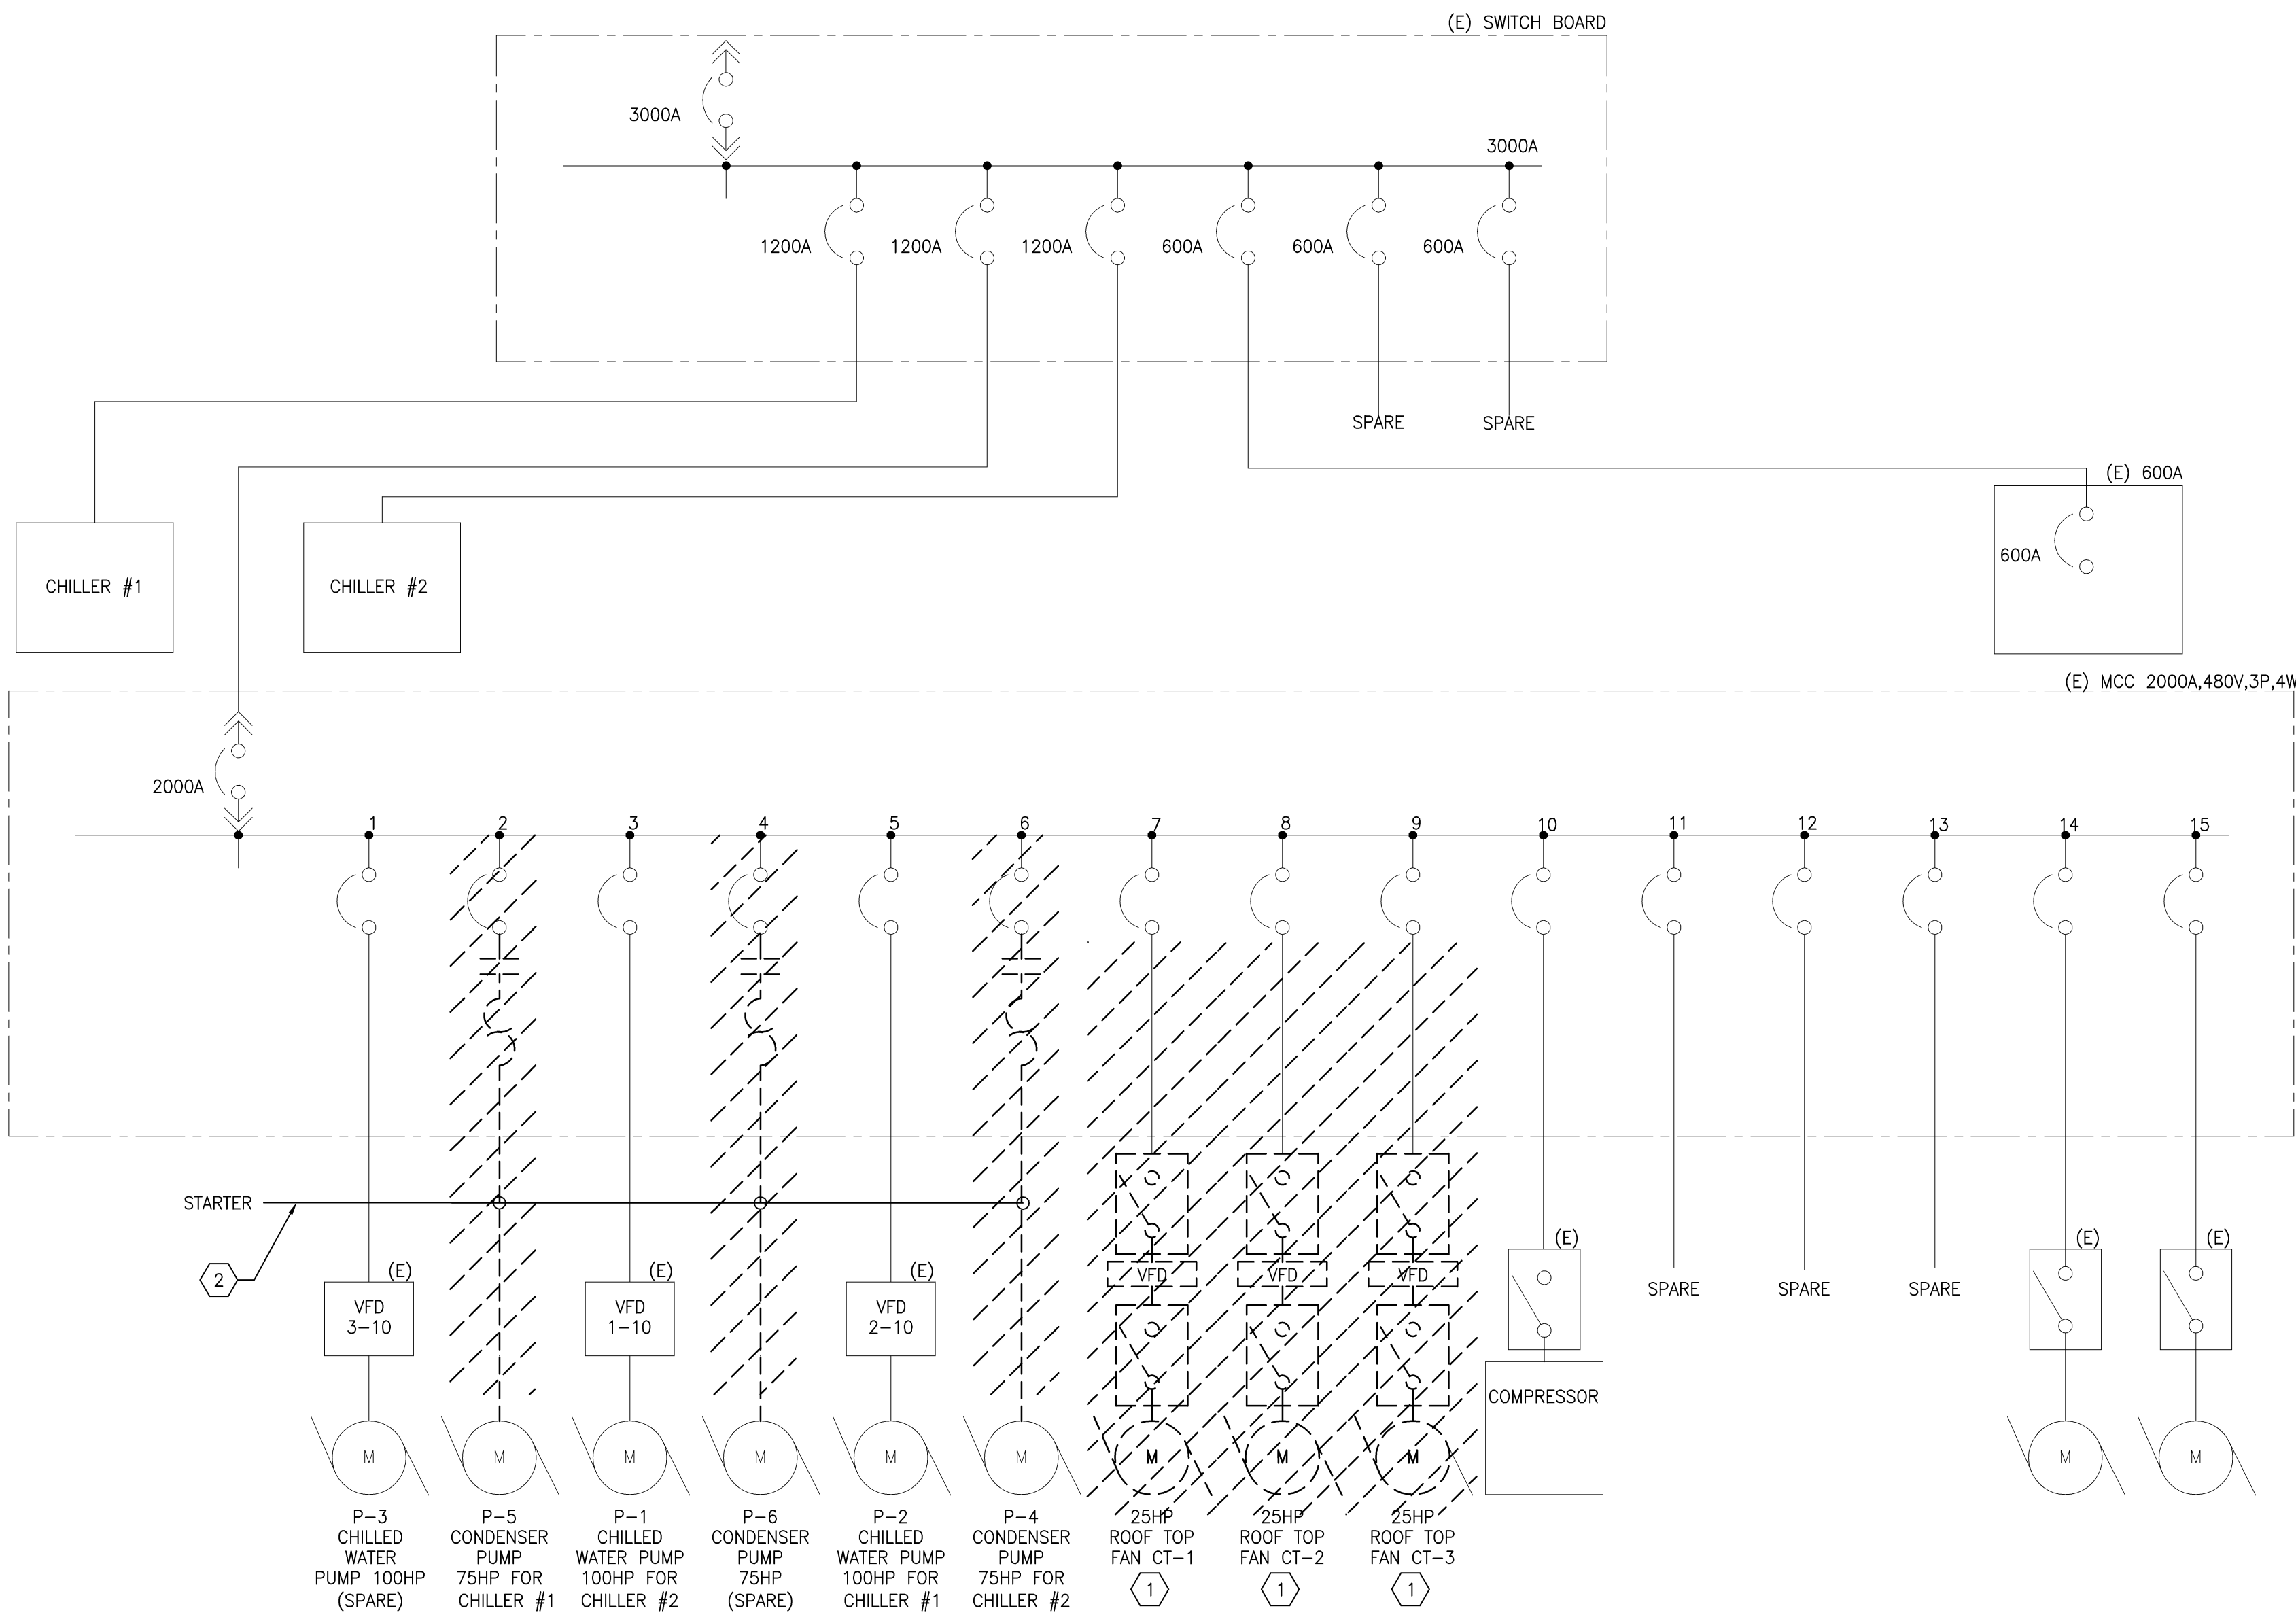 (E) SWITCH BOARD
3000A
3000A
1200A
1200A
1200A
600A
600A
600A
SPARE
SPARE
(E) 600A
600A
CHILLER #1
CHILLER #2
(E) MCC 2000A,480V,3P,4W
2000A
1
2
3
4
5
6
7
8
9
10
11
12
13
14
15
STARTER
2
(E)
VFD
3-10
(E)
VFD
1-10
(E)
VFD
2-10
VFD
VFD
VFD
(E)
COMPRESSOR
SPARE
SPARE
SPARE
(E)
(E)
M
M
M
M
M
M
M
M
M
M
M
P-3
CHILLED
WATER
PUMP 100HP
(SPARE)
P-5
CONDENSER
PUMP
75HP FOR
CHILLER #1
P-1
CHILLED
WATER PUMP
100HP FOR
CHILLER #2
P-6
CONDENSER
PUMP
75HP
(SPARE)
P-2
CHILLED
WATER PUMP
100HP FOR
CHILLER #1
P-4
CONDENSER
PUMP
75HP FOR
CHILLER #2
25HP
ROOF TOP
FAN CT-1
1
25HP
ROOF TOP
FAN CT-2
1
25HP
ROOF TOP
FAN CT-3
1